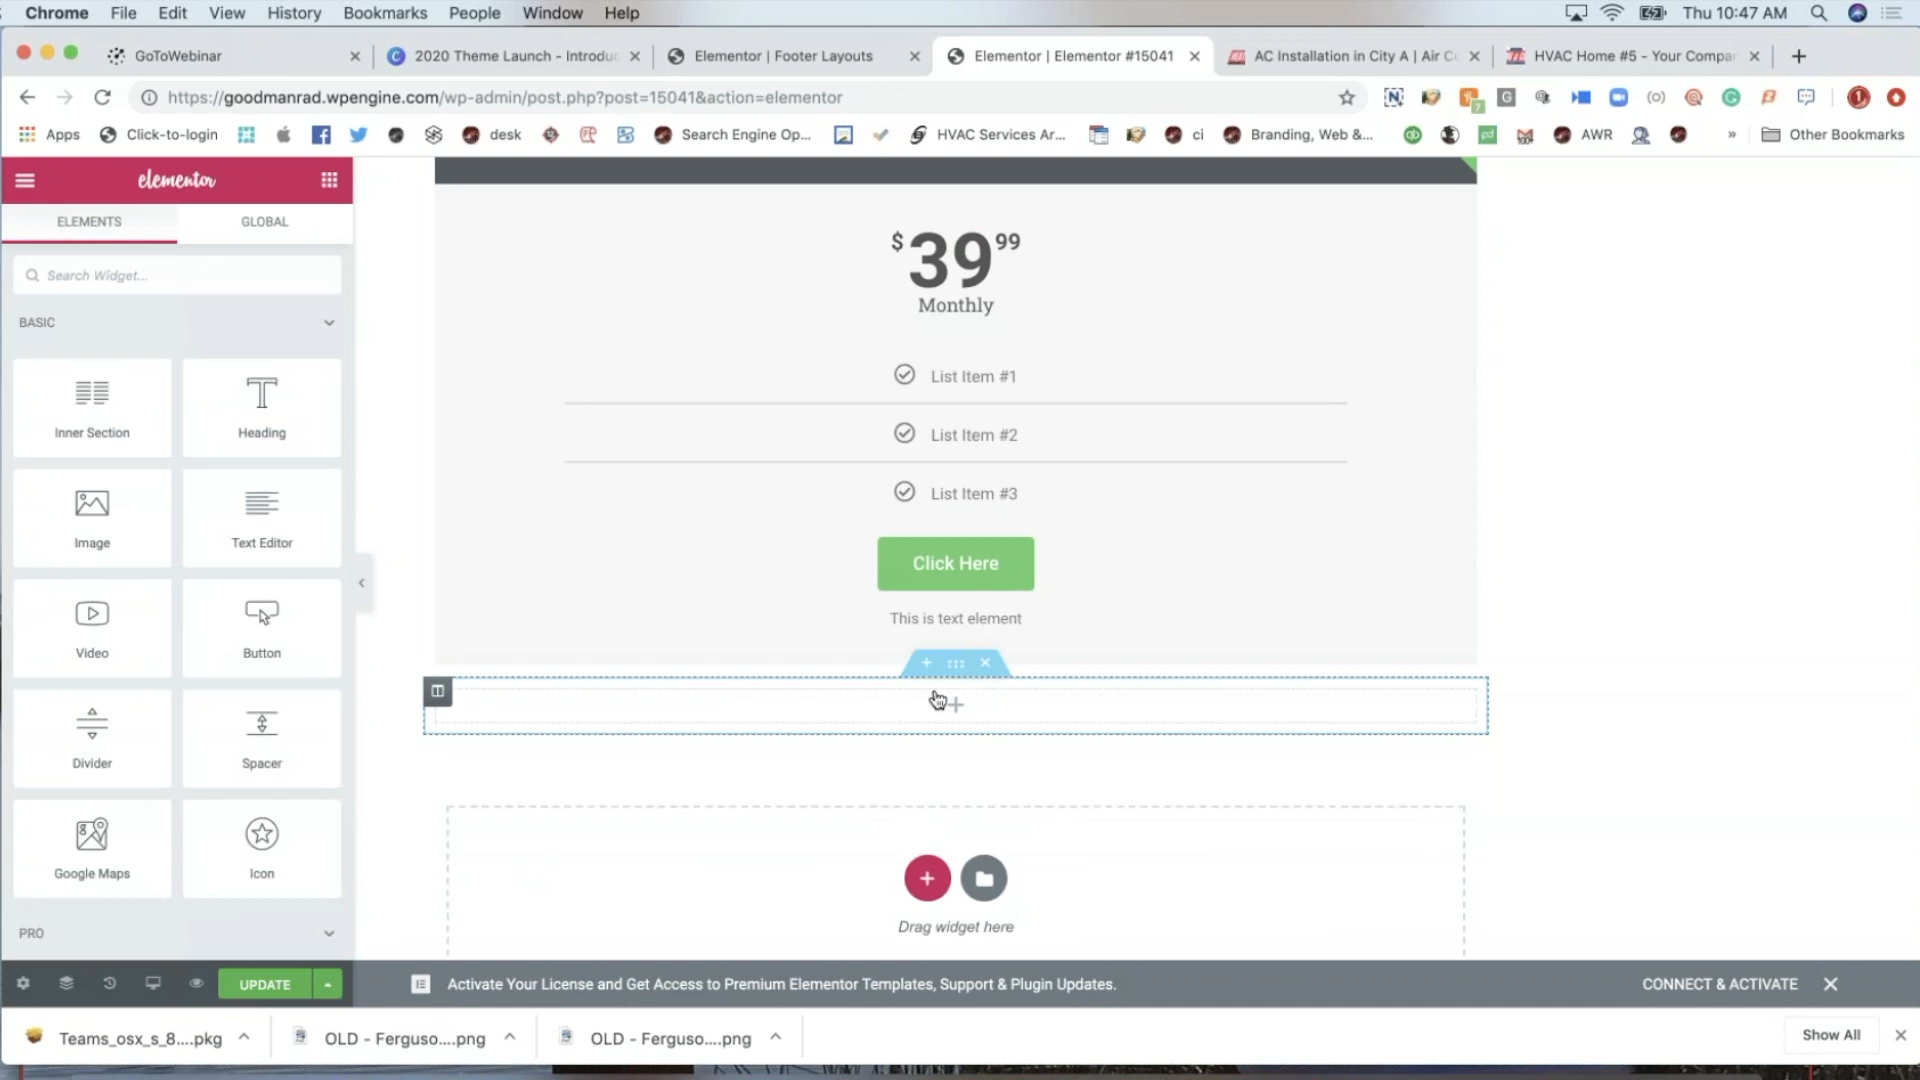 Chrome File Edit View History Bookmarks People Window Help Thu 10:47 AM
GoToWebinar 2020 Theme Launch - Introduc Elementor | Footer Layouts Elementor | Elementor #15041 AC Installation in City A | Air Co HVAC Home #5 - Your Compan
https://goodmanrad.wpengine.com/wp-admin/post.php?post=15041&action=elementor
Apps Click-to-login desk Search Engine Op... HVAC Services Ar... ci Branding, Web &... AWR » Other Bookmarks
elementor
ELEMENTS GLOBAL
Search Widget...
BASIC
Inner Section Heading
Image Text Editor
Video Button
Divider Spacer
Google Maps Icon
PRO
UPDATE
$39 99
Monthly
List Item #1
List Item #2
List Item #3
Click Here
This is text element
Drag widget here
Activate Your License and Get Access to Premium Elementor Templates, Support & Plugin Updates. CONNECT & ACTIVATE
Teams_osx_s_8....pkg OLD - Ferguso....png OLD - Ferguso....png Show All